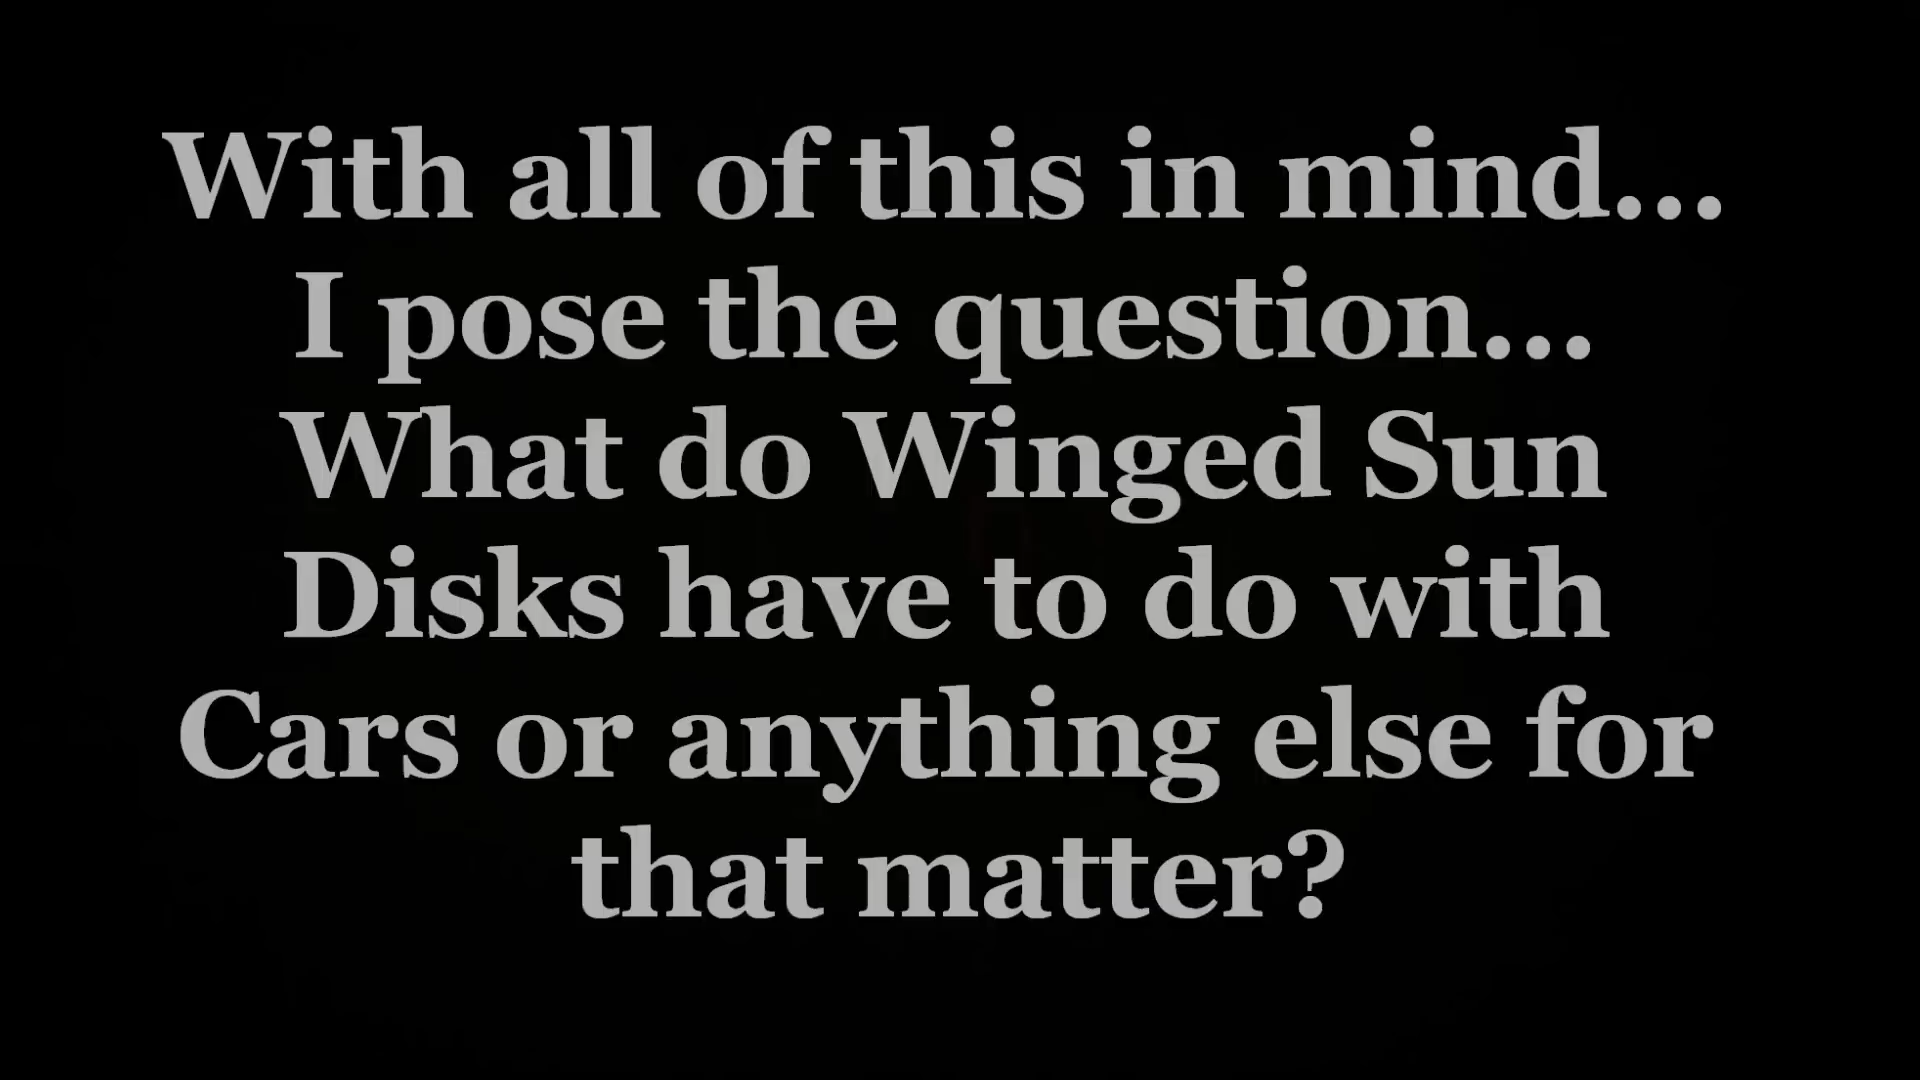 With all of this in mind...
I pose the question...
What do Winged Sun
Disks have to do with
Cars or anything else for
that matter?